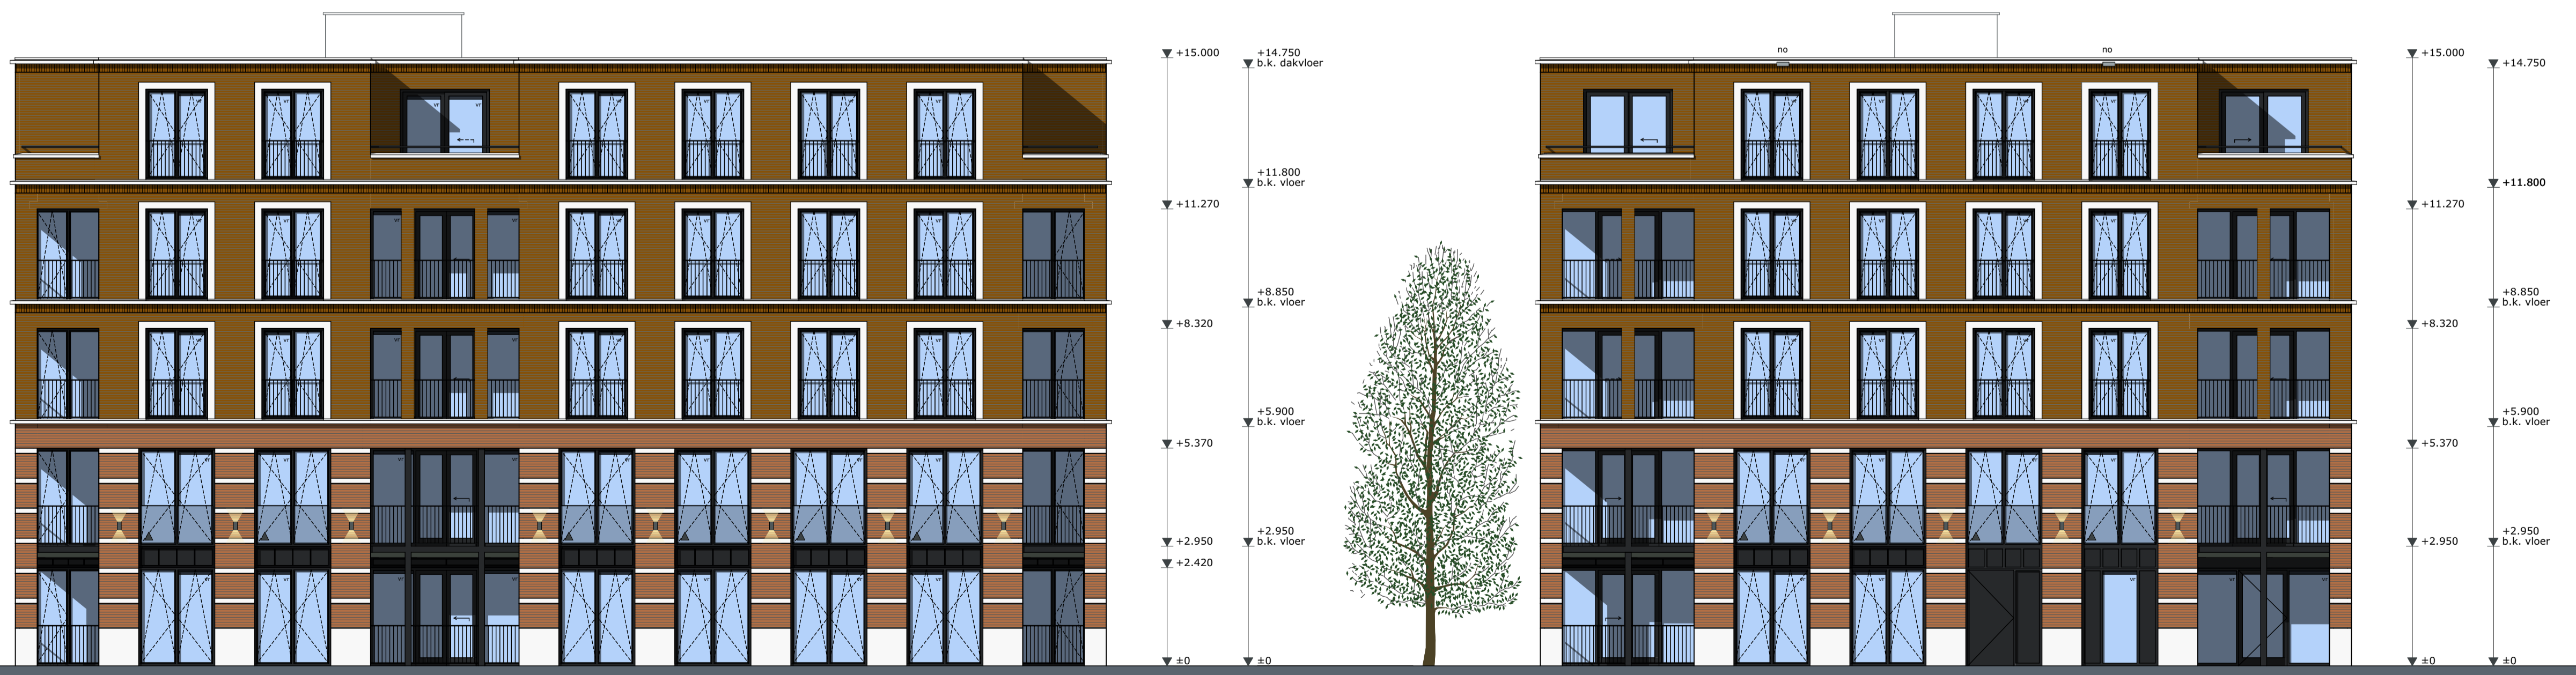 +15.000
+14.750
b.k. dakvloer
+11.800
b.k. vloer
+11.270
+8.850
b.k. vloer
+8.320
+5.900
b.k. vloer
+5.370
+2.950
b.k. vloer
+2.950
+2.420
±0
±0
no
no
+15.000
+14.750
+11.800
+11.270
+8.850
b.k. vloer
+8.320
+5.900
b.k. vloer
+5.370
+2.950
b.k. vloer
+2.950
±0
±0